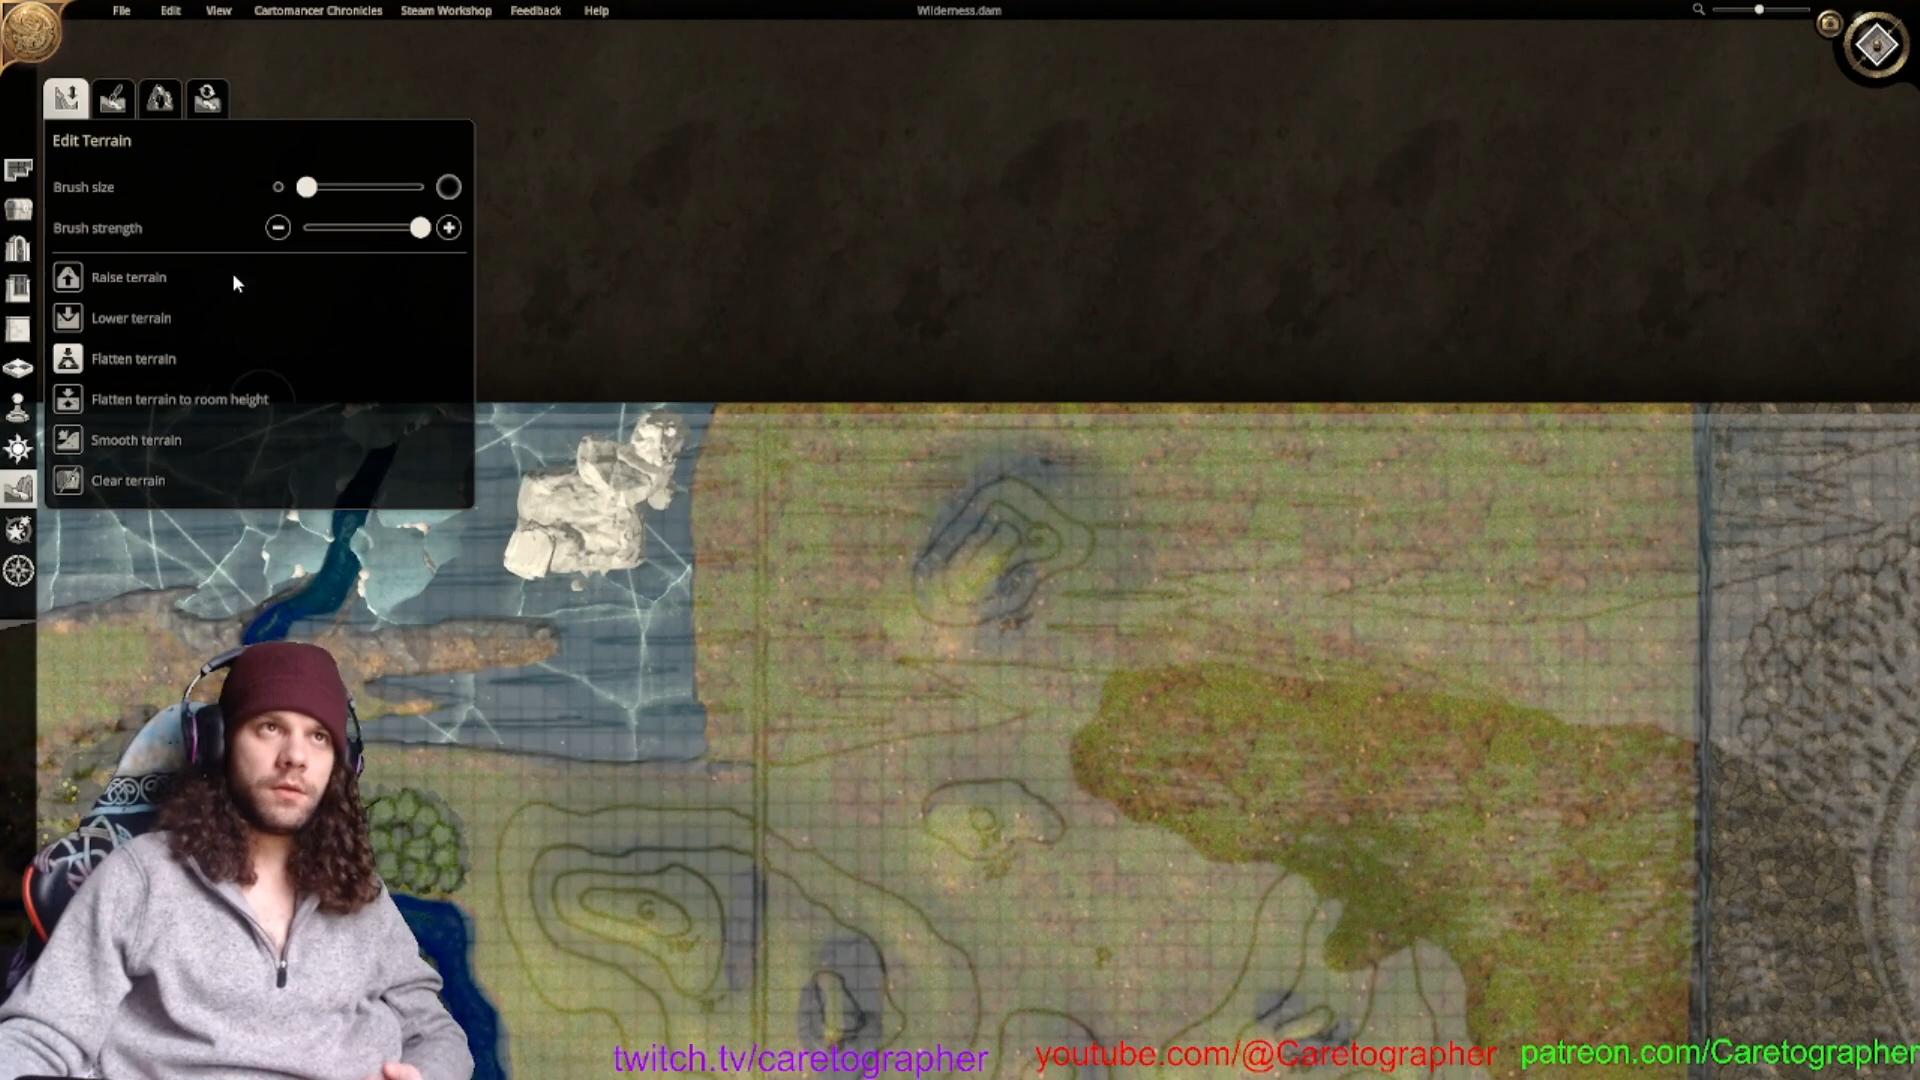 File Edit View Cartomancer Chronicles Steam Workshop Feedback Help Wilderness.dam
Edit Terrain
Brush size
Brush strength
Raise terrain
Lower terrain
Flatten terrain
Flatten terrain to room height
Smooth terrain
Clear terrain
twitch.tv/caretographer youtube.com/@Caretographer patreon.com/Caretographer